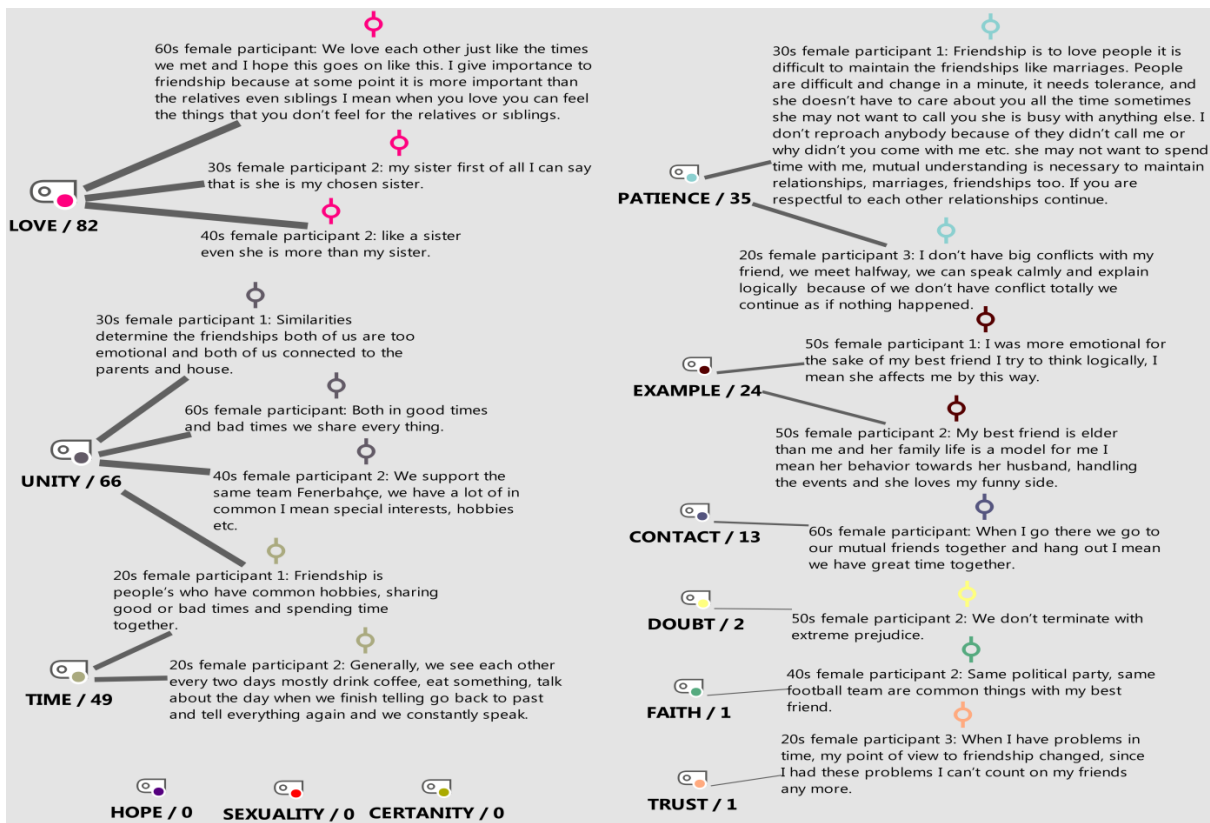 60s female participant: We love each other just like the times
we met and I hope this goes on like this. I give importance to
friendship because at some point it is more important than
the relatives even sıblings I mean when you love you can feel
the things that you don't feel for the relatives or sıblings.
30s female participant 2: my sister first of all I can say
that is she is my chosen sister.
LOVE / 82
40s female participant 2: like a sister
even she is more than my sister.
30s female participant 1: Similarities
determine the friendships both of us are too
emotional and both of us connected to the
parents and house.
60s female participant: Both in good times
and bad times we share every thing.
UNITY / 66
40s female participant 2: We support the
same team Fenerbahçe, we have a lot of in
common I mean special interests, hobbies
etc.
20s female participant 1: Friendship is
people's who have common hobbies, sharing
good or bad times and spending time
together.
TIME / 49
20s female participant 2: Generally, we see each other
every two days mostly drink coffee, eat something, talk
about the day when we finish telling go back to past
and tell everything again and we constantly speak.
HOPE / 0
SEXUALITY / 0
CERTANITY / 0
30s female participant 1: Friendship is to love people it is
difficult to maintain the friendships like marriages. People
are difficult and change in a minute, it needs tolerance, and
she doesn't have to care about you all the time sometimes
she may not want to call you she is busy with anything else. I
don't reproach anybody because of they didn't call me or
why didn't you come with me etc. she may not want to spend
time with me, mutual understanding is necessary to maintain
relationships, marriages, friendships too. If you are
respectful to each other relationships continue.
PATIENCE / 35
20s female participant 3: I don't have big conflicts with my
friend, we meet halfway, we can speak calmly and explain
logically because of we don't have conflict totally we
continue as if nothing happened.
50s female participant 1: I was more emotional for
the sake of my best friend I try to think logically, I
mean she affects me by this way.
EXAMPLE / 24
50s female participant 2: My best friend is elder
than me and her family life is a model for me I
mean her behavior towards her husband, handling
the events and she loves my funny side.
CONTACT / 13
60s female participant: When I go there we go to
our mutual friends together and hang out I mean
we have great time together.
DOUBT / 2
50s female participant 2: We don't terminate with
extreme prejudice.
FAITH / 1
40s female participant 2: Same political party, same
football team are common things with my best
friend.
20s female participant 3: When I have problems in
time, my point of view to friendship changed, since
I had these problems I can't count on my friends
any more.
TRUST / 1